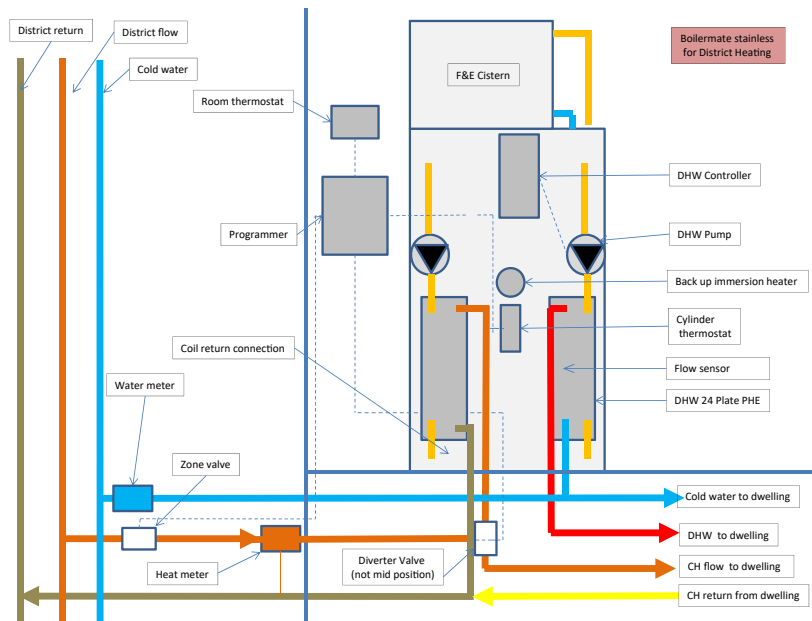 District return
District flow
Cold water
Boilermate stainless
for District Heating
F&E Cistern
Room thermostat
DHW Controller
Programmer
DHW Pump
Back up immersion heater
Cylinder
thermostat
Coil return connection
Flow sensor
Water meter
DHW 24 Plate PHE
Zone valve
Cold water to dwelling
DHW to dwelling
Heat meter
Diverter Valve
(not mid position)
CH flow to dwelling
CH return from dwelling